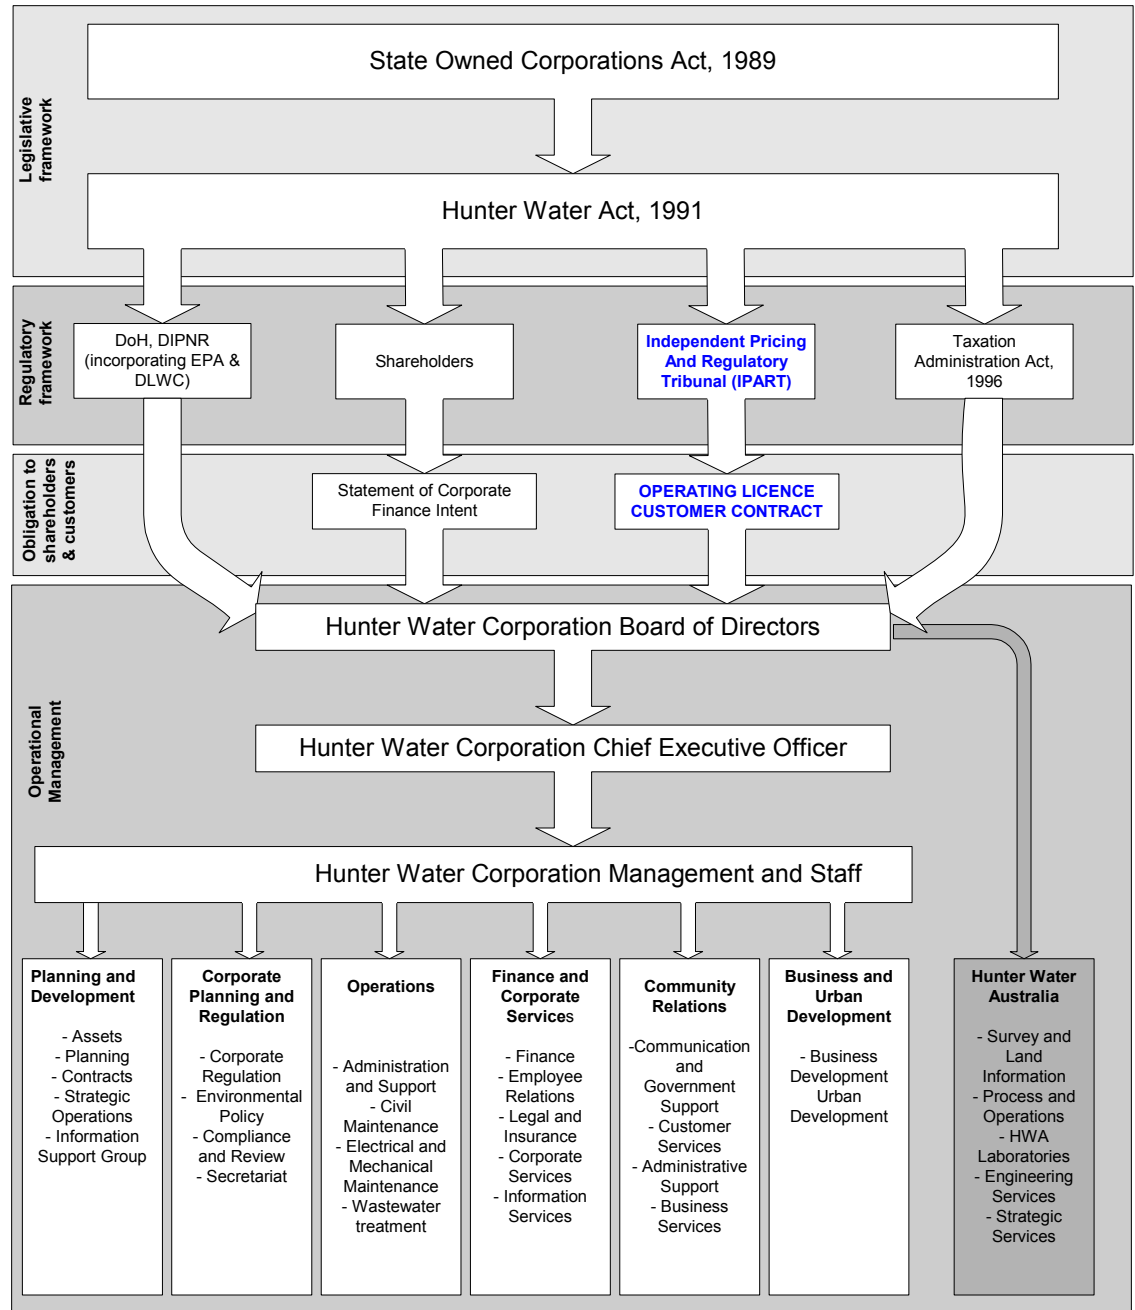 Legislative
framework
State Owned Corporations Act, 1989
Hunter Water Act, 1991
Regulatory
framework
DoH, DIPNR
(incorporating EPA &
DLWC)
Shareholders
Independent Pricing
And Regulatory
Tribunal (IPART)
Taxation
Administration Act,
1996
Obligation to
shareholders
& customers
Statement of Corporate
Finance Intent
OPERATING LICENCE
CUSTOMER CONTRACT
Operational
Management
Hunter Water Corporation Board of Directors
Hunter Water Corporation Chief Executive Officer
Hunter Water Corporation Management and Staff
Planning and
Development
- Assets
- Planning
- Contracts
- Strategic
Operations
- Information
Support Group
Corporate
Planning and
Regulation
- Corporate
Regulation
- Environmental
Policy
- Compliance
and Review
- Secretariat
Operations
- Administration
and Support
- Civil
Maintenance
- Electrical and
Mechanical
Maintenance
- Wastewater
treatment
Finance and
Corporate
Services
- Finance
- Employee
Relations
- Legal and
Insurance
- Corporate
Services
- Information
Services
Community
Relations
-Communication
and
Government
Support
- Customer
Services
- Administrative
Support
- Business
Services
Business and
Urban
Development
- Business
Development
Urban
Development
Hunter Water
Australia
- Survey and
Land
Information
- Process and
Operations
- HWA
Laboratories
- Engineering
Services
- Strategic
Services